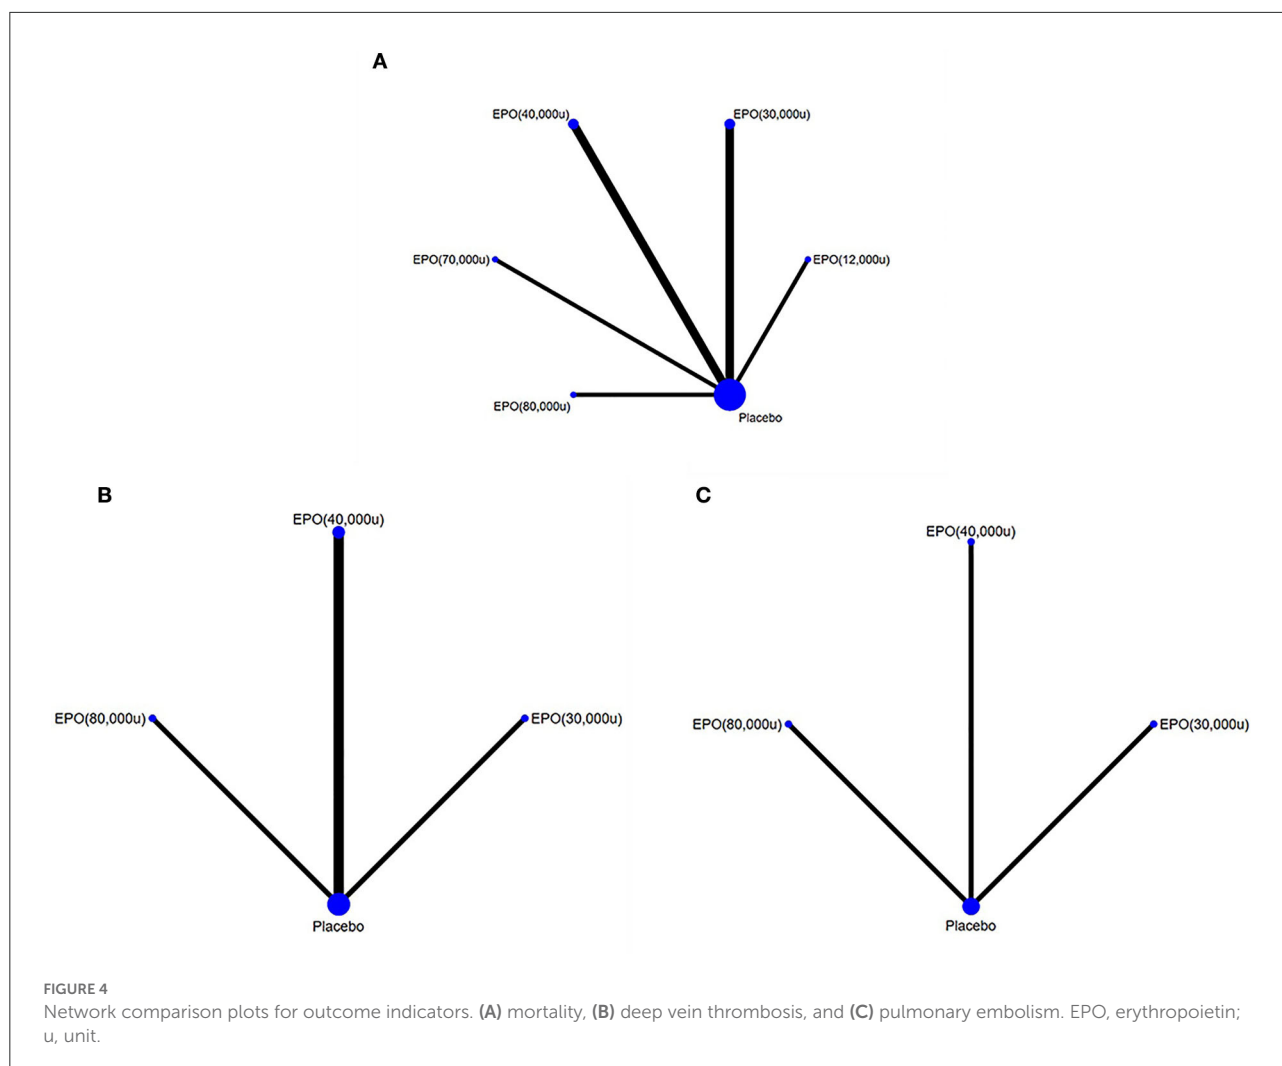 A
EPO(40,000u)
EPO(30,000u)
EPO(70,000u)
EPO(12,000u)
EPO(80,000u)
Placebo
B
EPO(40,000u)
EPO(80,000u)
EPO(30,000u)
Placebo
C
EPO(40,000u)
EPO(80,000u)
EPO(30,000u)
Placebo
FIGURE 4
Network comparison plots for outcome indicators. (A) mortality, (B) deep vein thrombosis, and (C) pulmonary embolism. EPO, erythropoietin;
u, unit.